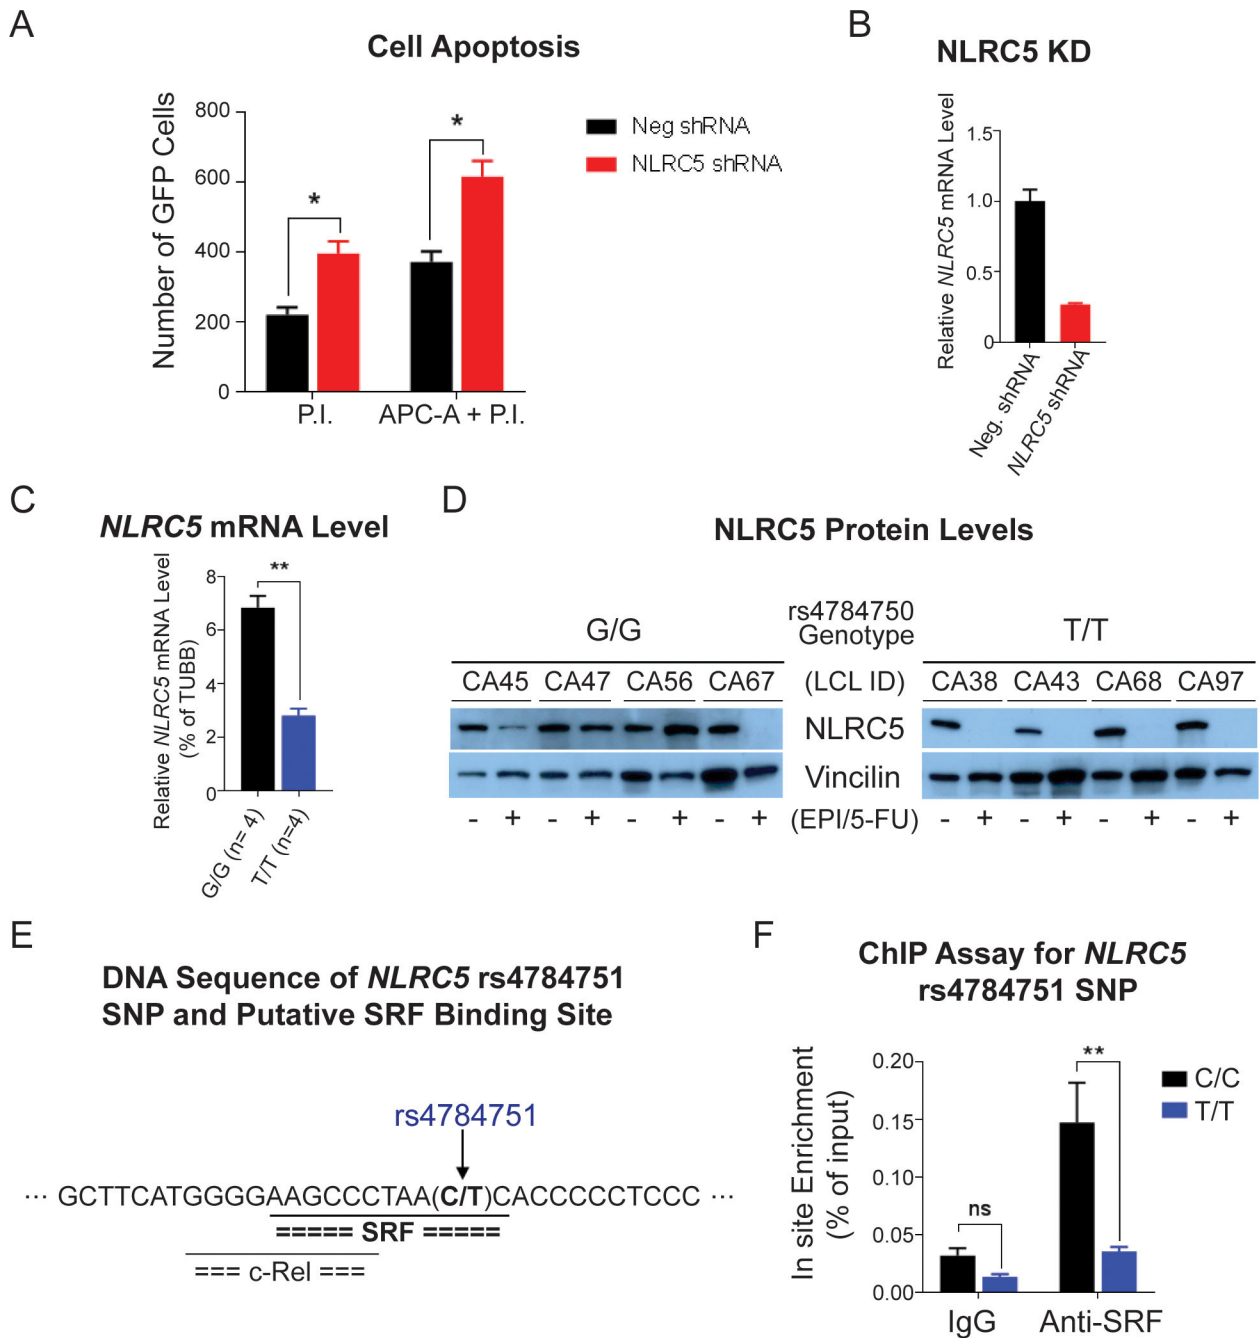 A
Cell Apoptosis
Number of GFP Cells
800
600
400
200
0
*
*
P.I.
APC-A + P.I.
Neg shRNA
NLRC5 shRNA
B
NLRC5 KD
Relative NLRC5 mRNA Level
1.5
1.0
0.5
0
Neg. shRNA
NLRC5 shRNA
C
NLRC5 mRNA Level
Relative NLRC5 mRNA Level
(% of TUBB)
8
6
4
2
0
**
G/G (n= 4)
T/T (n=4)
D
NLRC5 Protein Levels
G/G
rs4784750
Genotype
T/T
CA45 CA47 CA56 CA67 (LCL ID) CA38 CA43 CA68 CA97
NLRC5
Vincilin
- + - + - + - + (EPI/5-FU) - + - + - + - +
E
DNA Sequence of NLRC5 rs4784751
SNP and Putative SRF Binding Site
rs4784751
··· GCTTCATGGGGAAGCCCTAA(C/T)CACCCCCTCCC ···
===== SRF =====
=== c-Rel ===
F
ChIP Assay for NLRC5
rs4784751 SNP
In site Enrichment
(% of input)
0.20
0.15
0.10
0.05
0.00
ns
**
IgG
Anti-SRF
C/C
T/T